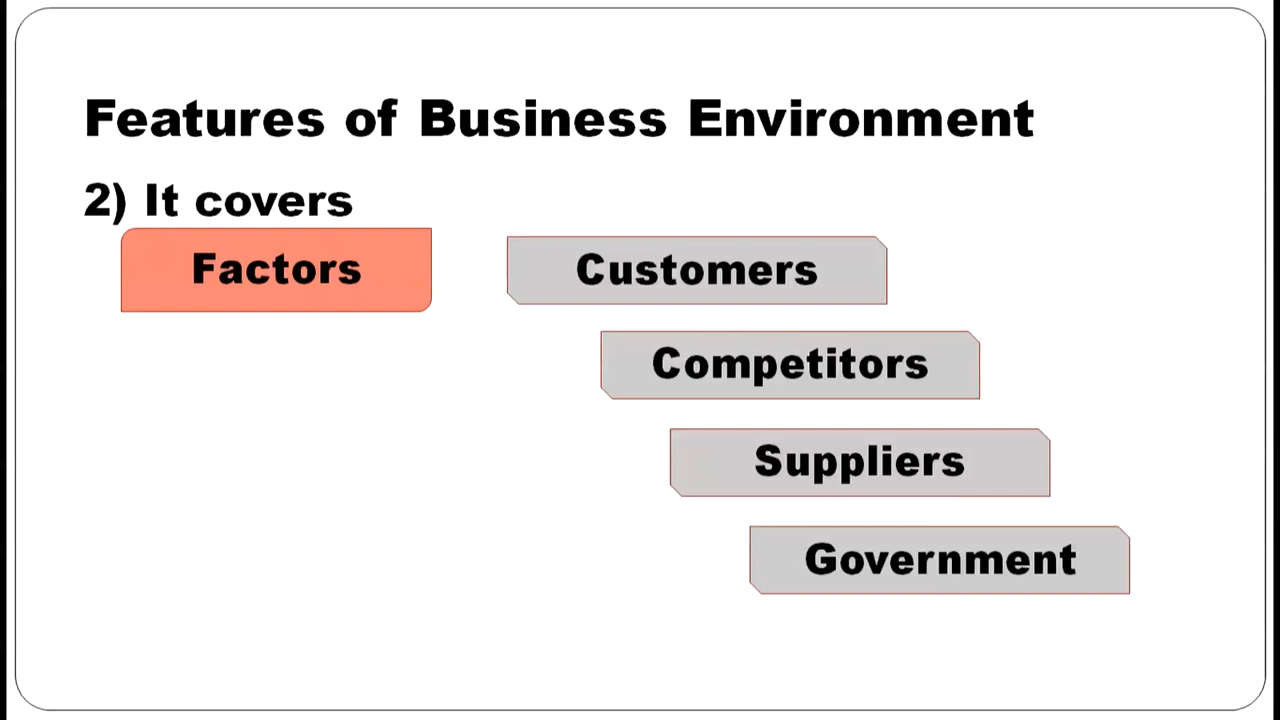 Features of Business Environment
2) It covers
Factors
Customers
Competitors
Suppliers
Government